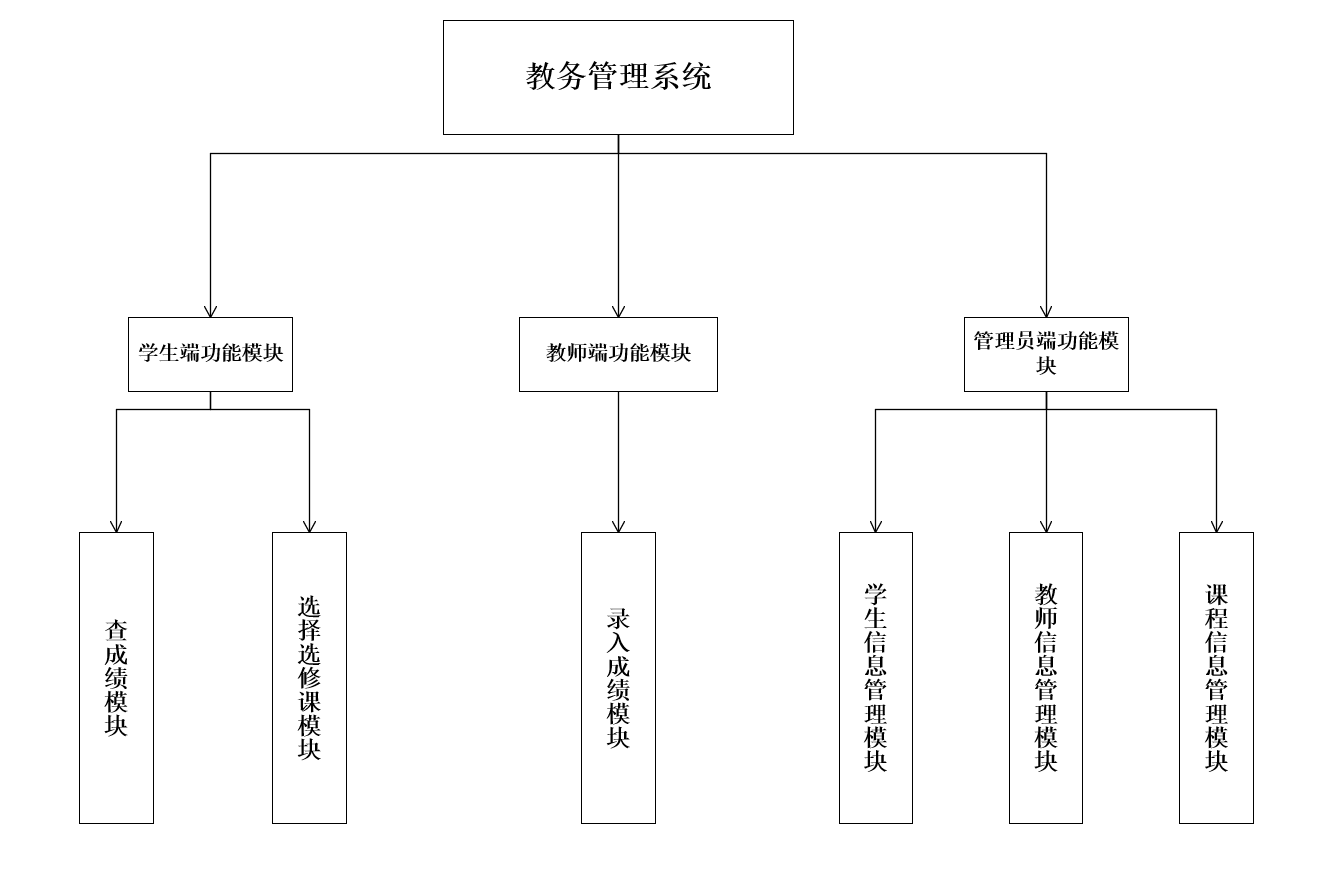 教务管理系统
学生端功能模块
教师端功能模块
管理员端功能模
块
查成绩模块
选择选修课模块
录入成绩模块
学生信息管理模块
教师信息管理模块
课程信息管理模块